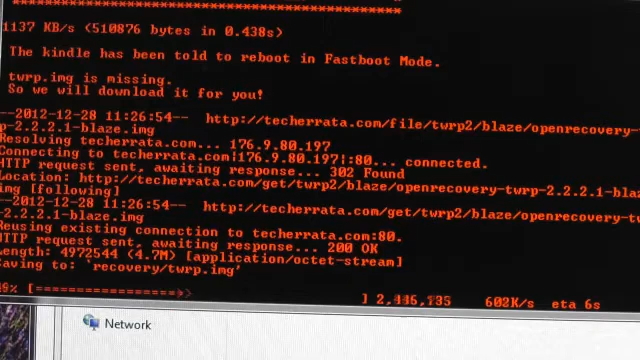 **************************************************
1137 KB/s (510876 bytes in 0.438s)
The kindle has been told to reboot in Fastboot Mode.
twrp.img is missing.
So we will download it for you!
--2012-12-28 11:26:54-- http://techerrata.com/file/twrp2/blaze/openrecovery-
p-2.2.2.1-blaze.img
Resolving techerrata.com... 176.9.80.197
Connecting to techerrata.com|176.9.80.197|:80... connected.
HTTP request sent, awaiting response... 302 Found
Location: http://techerrata.com/get/twrp2/blaze/openrecovery-twrp-2.2.2.1-blaz
img [following]
--2012-12-28 11:26:54-- http://techerrata.com/get/twrp2/blaze/openrecovery-tw
-2.2.2.1-blaze.img
Reusing existing connection to techerrata.com:80.
HTTP request sent, awaiting response... 200 OK
Length: 4972544 (4.7M) [application/octet-stream]
Saving to: 'recovery/twrp.img'
49% [==================>                    ] 602K/s eta 6s
Network